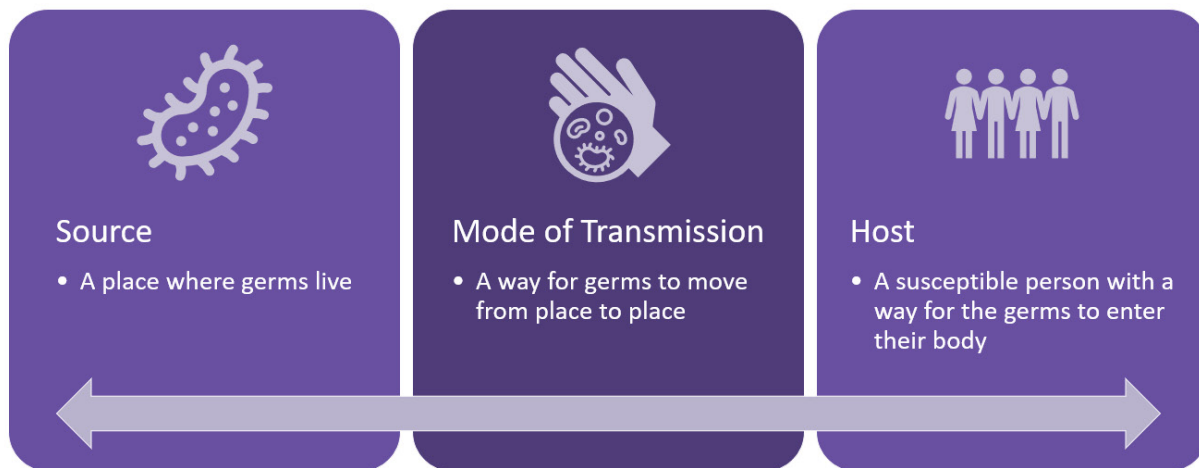 Source
• A place where germs live
Mode of Transmission
• A way for germs to move
from place to place
Host
• A susceptible person with a
way for the germs to enter
their body